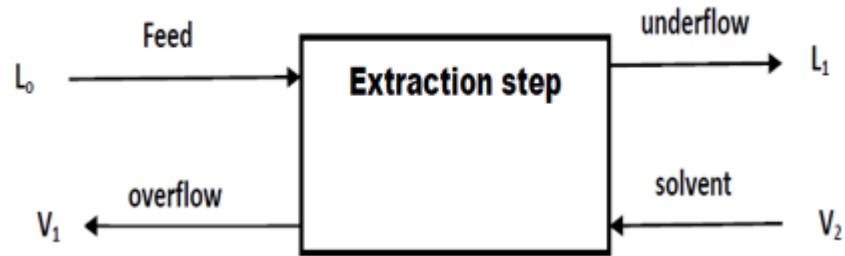 Feed
underflow
L₀
Extraction step
L₁
overflow
solvent
V₁
V₂